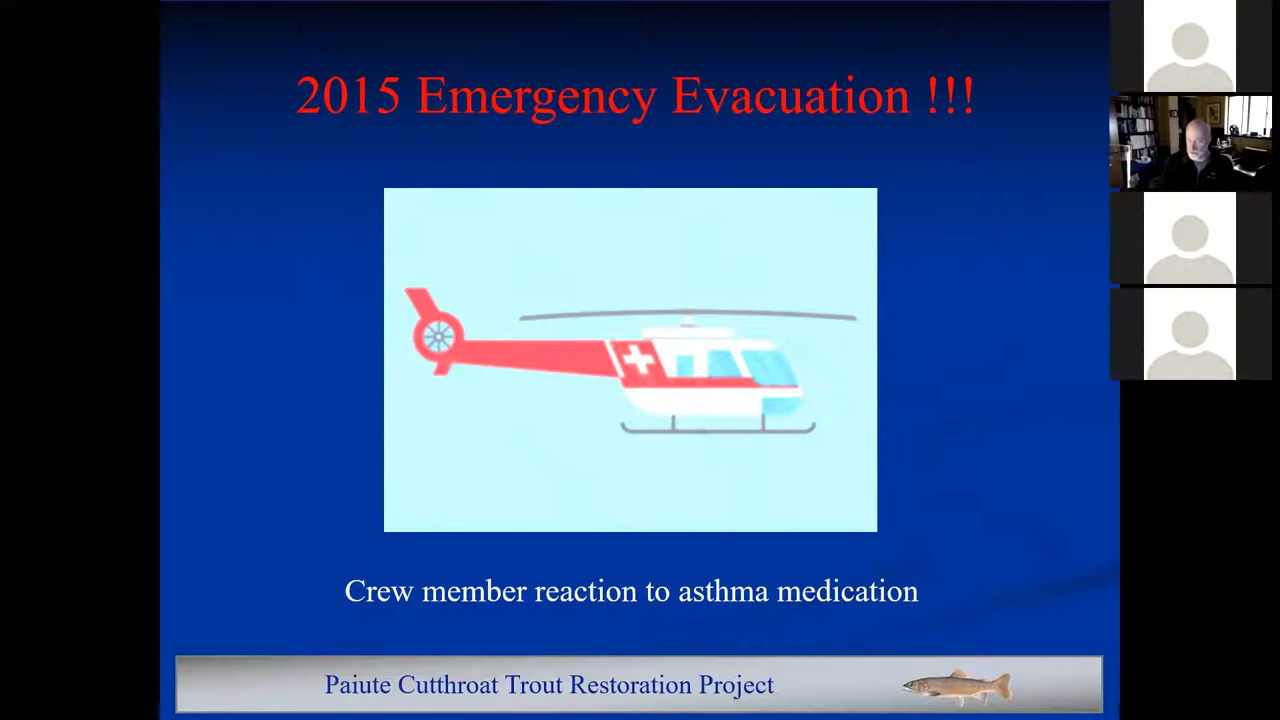 2015 Emergency Evacuation !!!
Crew member reaction to asthma medication
Paiute Cutthroat Trout Restoration Project